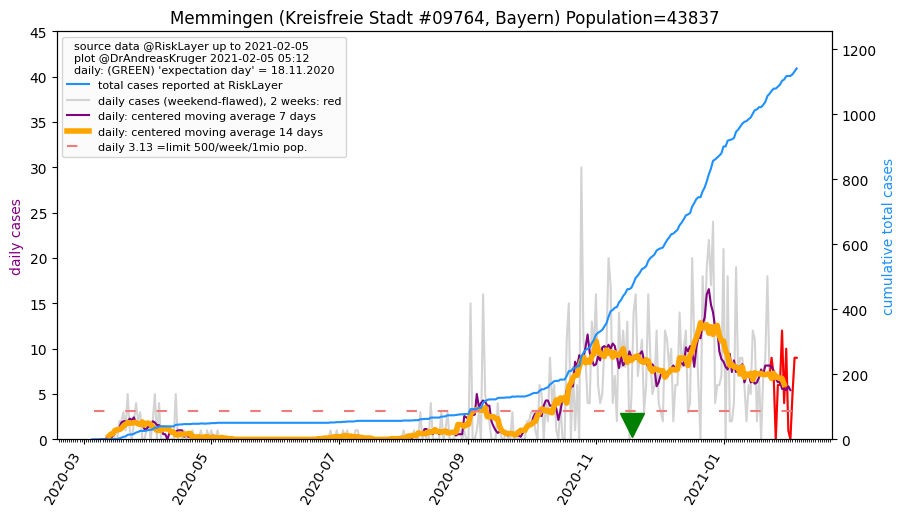 Memmingen (Kreisfreie Stadt #09764, Bayern) Population=43837
source data @RiskLayer up to 2021-02-05
plot @DrAndreasKruger 2021-02-05 05:12
daily: (GREEN) 'expectation day' = 18.11.2020
total cases reported at RiskLayer
daily cases (weekend-flawed), 2 weeks: red
daily: centered moving average 7 days
daily: centered moving average 14 days
daily 3.13 =limit 500/week/1mio pop.
daily cases
45
40
35
30
25
20
15
10
5
0
cumulative total cases
1200
1000
800
600
400
200
0
2020-03
2020-05
2020-07
2020-09
2020-11
2021-01